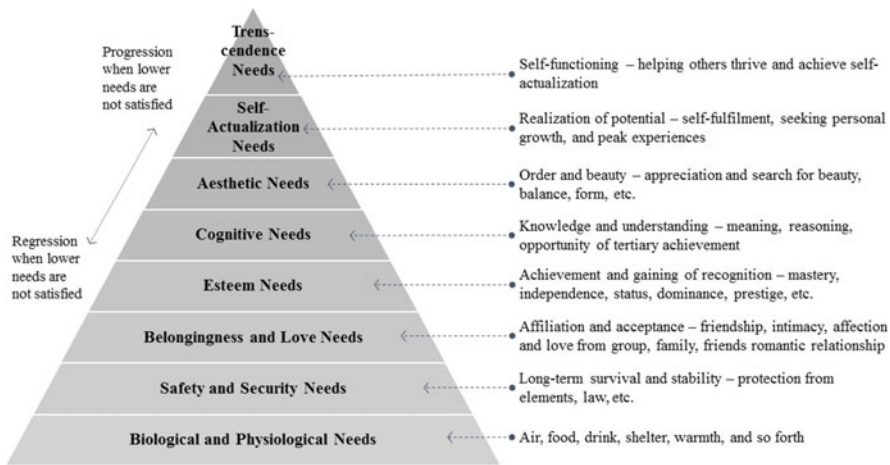 Trans-
cendence
Needs
Self-
Actualization
Needs
Aesthetic Needs
Cognitive Needs
Esteem Needs
Belongingness and Love Needs
Safety and Security Needs
Biological and Physiological Needs
Progression
when lower
needs are
not satisfied
Regression
when lower
needs are
not satisfied
Self-functioning – helping others thrive and achieve self-
actualization
Realization of potential – self-fulfilment, seeking personal
growth, and peak experiences
Order and beauty – appreciation and search for beauty,
balance, form, etc.
Knowledge and understanding – meaning, reasoning,
opportunity of tertiary achievement
Achievement and gaining of recognition – mastery,
independence, status, dominance, prestige, etc.
Affiliation and acceptance – friendship, intimacy, affection
and love from group, family, friends romantic relationship
Long-term survival and stability – protection from
elements, law, etc.
Air, food, drink, shelter, warmth, and so forth